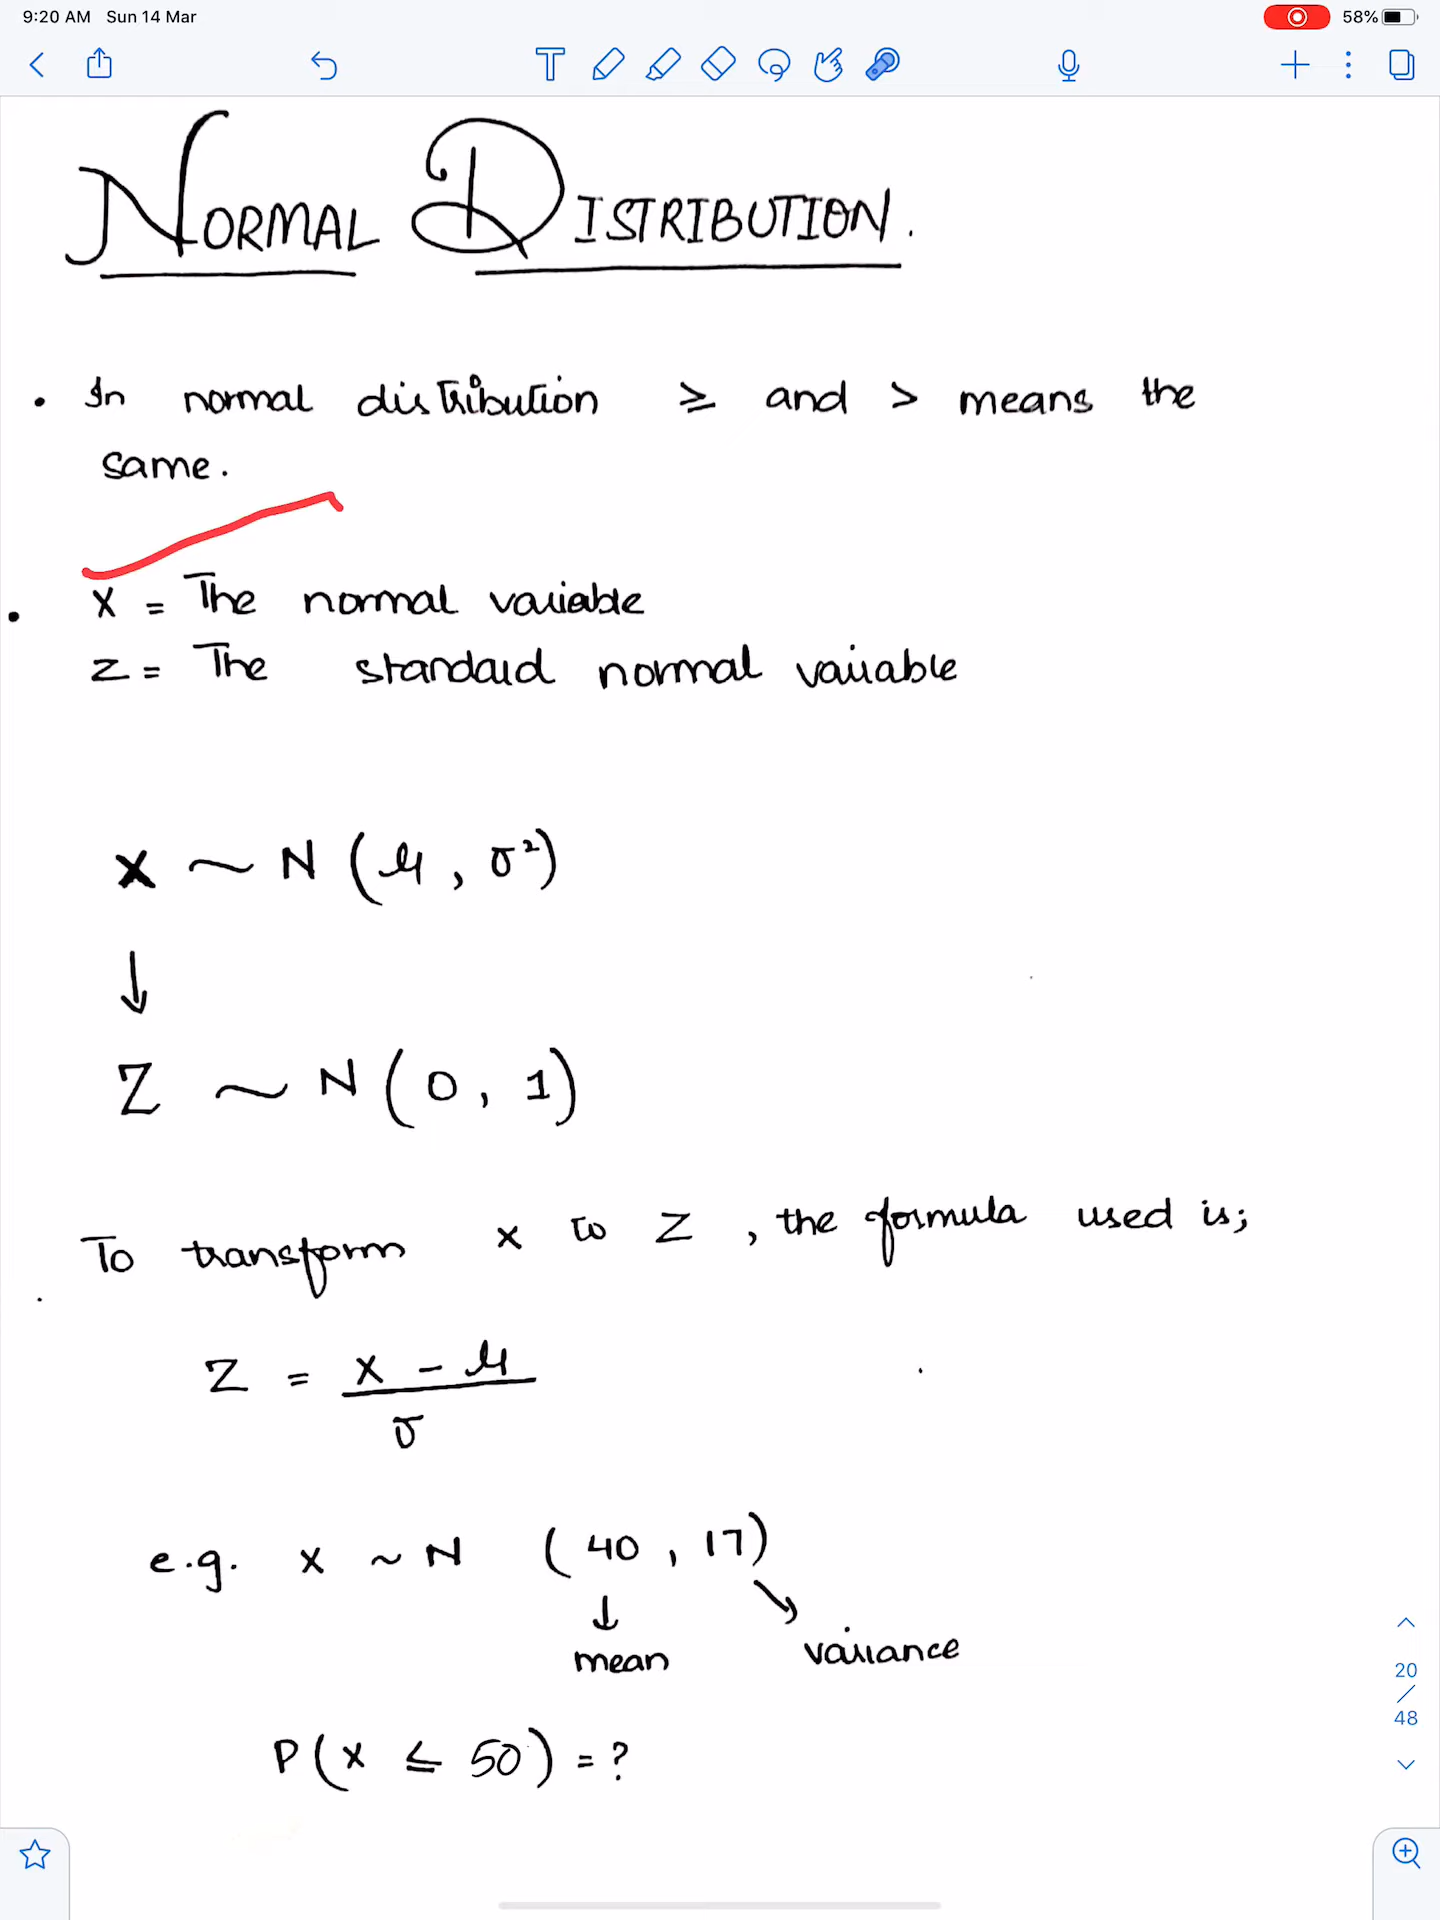 9:20 AM Sun 14 Mar 58%
NORMAL DISTRIBUTION.
• In normal distribution ≥ and > means the
same.
• X = The normal variable
Z = The standard normal variable
X ~ N (μ, σ²)
↓
Z ~ N (0, 1)
. To transform x to Z, the formula used is;
Z = x - μ
σ
e.g. X ~ N (40, 17)
↓ ↘
mean variance
P(X ≤ 50) = ?
20
/
48